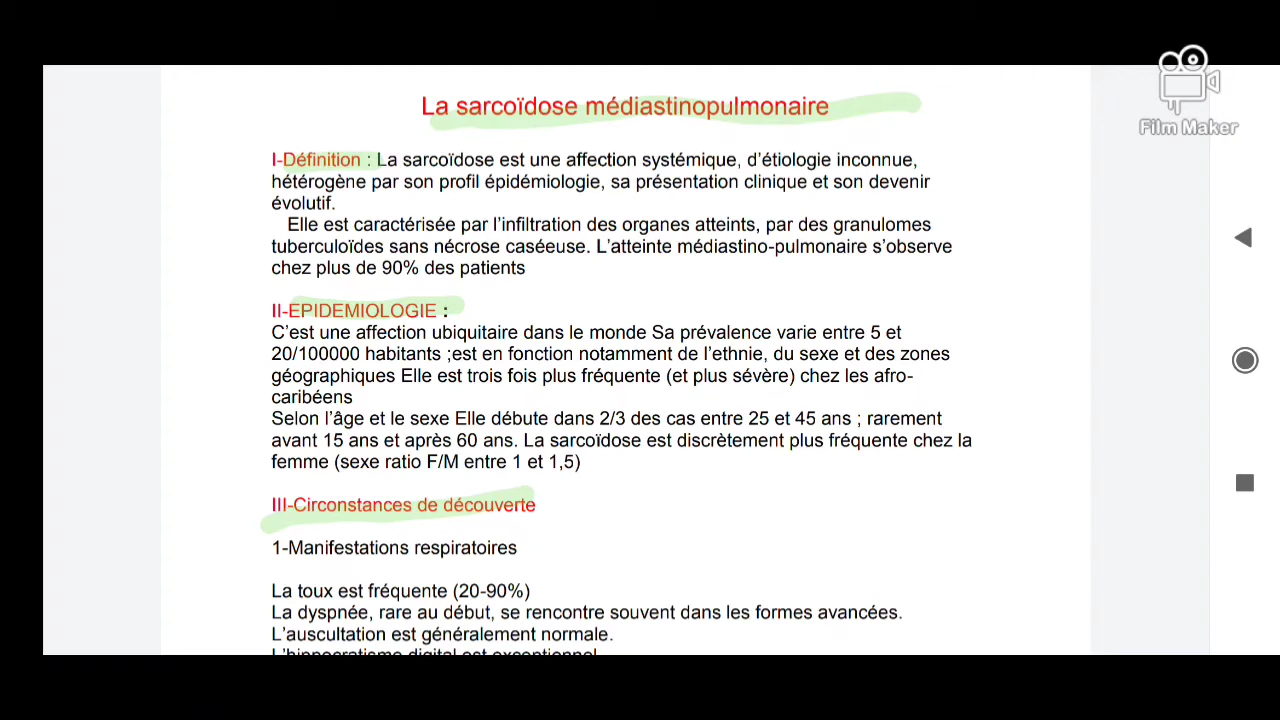 La sarcoïdose médiastinopulmonaire
Film Maker
I-Définition : La sarcoïdose est une affection systémique, d'étiologie inconnue,
hétérogène par son profil épidémiologie, sa présentation clinique et son devenir
évolutif.
Elle est caractérisée par l'infiltration des organes atteints, par des granulomes
tuberculoïdes sans nécrose caséeuse. L'atteinte médiastino-pulmonaire s'observe
chez plus de 90% des patients
II-EPIDEMIOLOGIE :
C'est une affection ubiquitaire dans le monde Sa prévalence varie entre 5 et
20/100000 habitants ;est en fonction notamment de l'ethnie, du sexe et des zones
géographiques Elle est trois fois plus fréquente (et plus sévère) chez les afro-
caribéens
Selon l'âge et le sexe Elle débute dans 2/3 des cas entre 25 et 45 ans ; rarement
avant 15 ans et après 60 ans. La sarcoïdose est discrètement plus fréquente chez la
femme (sexe ratio F/M entre 1 et 1,5)
III-Circonstances de découverte
1-Manifestations respiratoires
La toux est fréquente (20-90%)
La dyspnée, rare au début, se rencontre souvent dans les formes avancées.
L'auscultation est généralement normale.
L'hippocratisme digital est exceptionnel